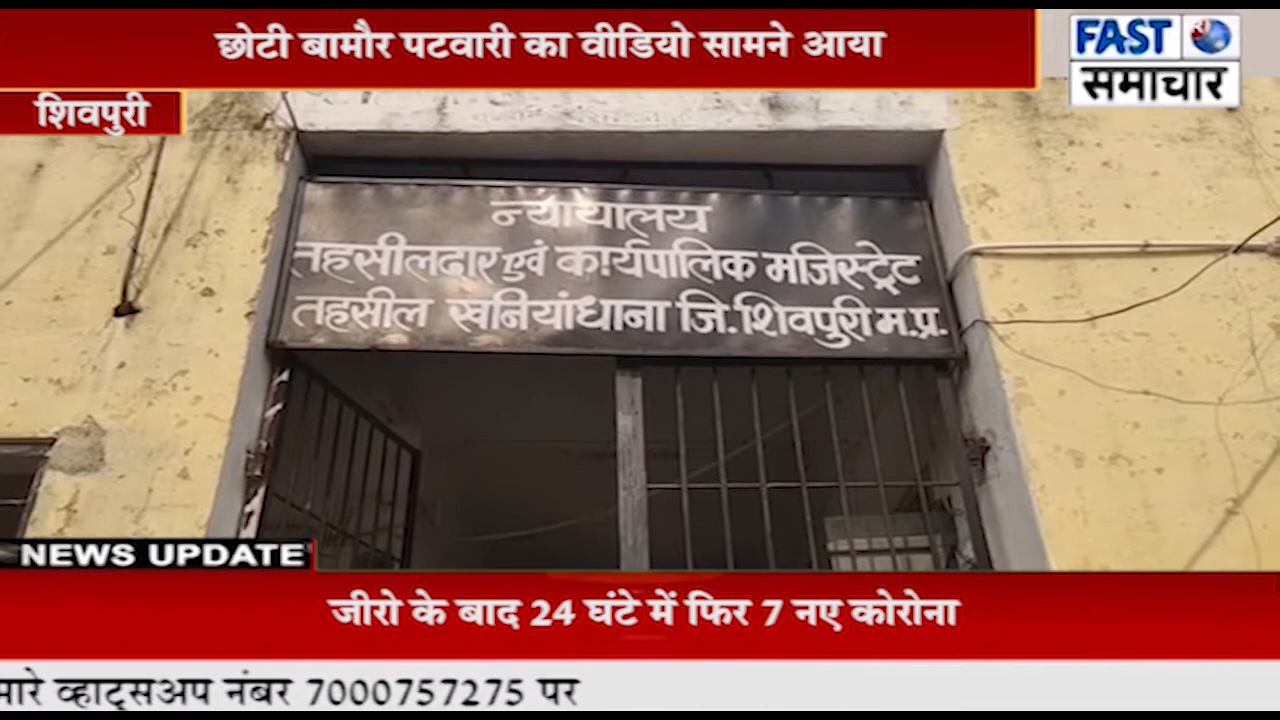 छोटी बामौर पटवारी का वीडियो सामने आया
FAST
समाचार
शिवपुरी
न्यायालय
तहसीलदार एवं कार्यपालिक मजिस्ट्रेट
तहसील खनियांधाना जि.शिवपुरी म.प्र.
NEWS UPDATE
जीरो के बाद 24 घंटे में फिर 7 नए कोरोना
मारे व्हाट्सअप नंबर 7000757275 पर